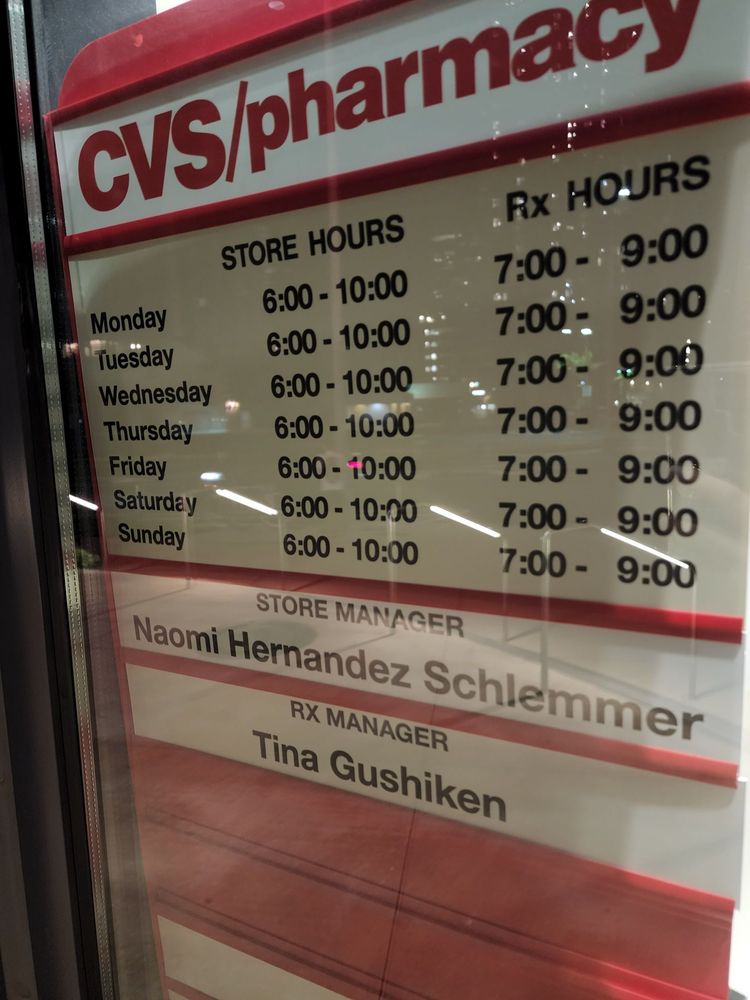 CVS/pharmacy
STORE HOURS Rx HOURS
Monday 6:00 - 10:00 7:00 - 9:00
Tuesday 6:00 - 10:00 7:00 - 9:00
Wednesday 6:00 - 10:00 7:00 - 9:00
Thursday 6:00 - 10:00 7:00 - 9:00
Friday 6:00 - 10:00 7:00 - 9:00
Saturday 6:00 - 10:00 7:00 - 9:00
Sunday 6:00 - 10:00 7:00 - 9:00
STORE MANAGER
Naomi Hernandez Schlemmer
RX MANAGER
Tina Gushiken